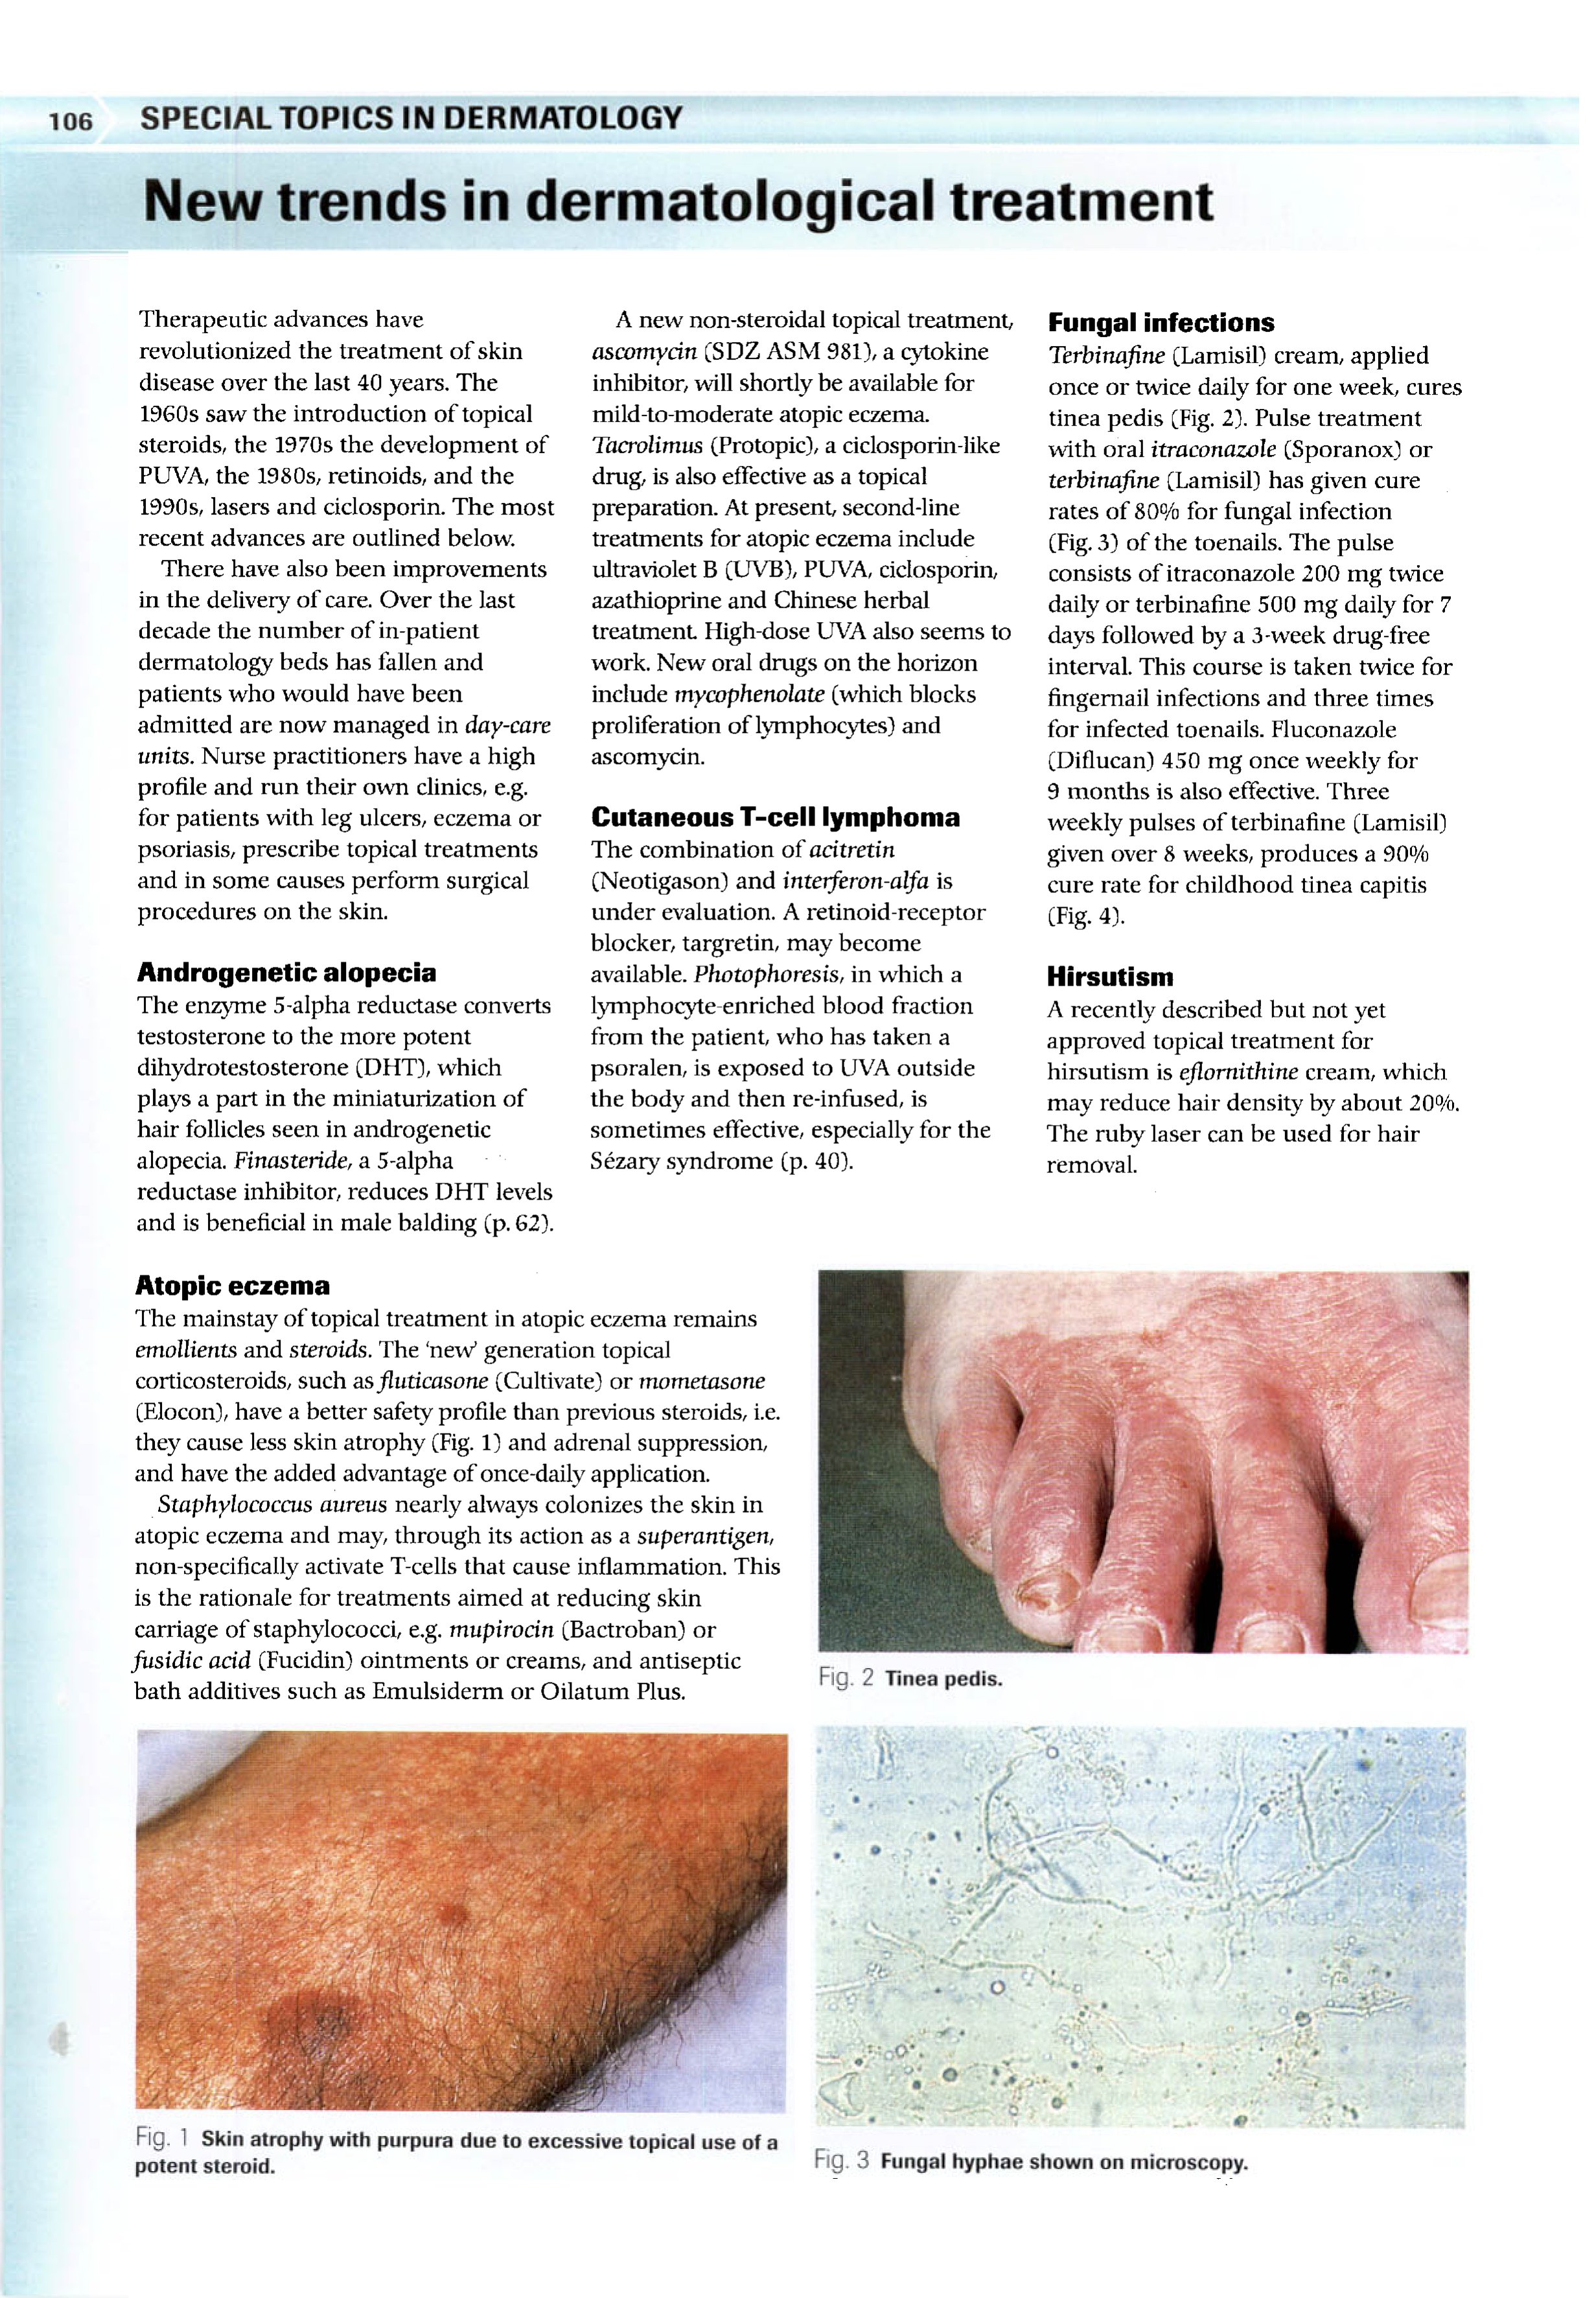 106
SPECIAL TOPICS IN DERMATOLOGY
New trends in dermatological treatment
Therapeutic advances have
revolutionized the treatment of skin
disease over the last 40 years. The
1960s saw the introduction of topical
steroids, the 1970s the development of
PUVA, the 1980s, retinoids, and the
1990s, lasers and ciclosporin. The most
recent advances are outlined below.
There have also been improvements
in the delivery of care. Over the last
decade the number of in-patient
dermatology beds has fallen and
patients who would have been
admitted are now managed in day-care
units. Nurse practitioners have a high
profile and run their own clinics, e.g.
for patients with leg ulcers, eczema or
psoriasis, prescribe topical treatments
and in some causes perform surgical
procedures on the skin.
Androgenetic alopecia
The enzyme 5-alpha reductase converts
testosterone to the more potent
dihydrotestosterone (DHT), which
plays a part in the miniaturization of
hair follicles seen in androgenetic
alopecia. Finasteride, a 5-alpha
reductase inhibitor, reduces DHT levels
and is beneficial in male balding (p. 62).
Atopic eczema
The mainstay of topical treatment in atopic eczema remains
emollients and steroids. The 'new' generation topical
corticosteroids, such as fluticasone (Cultivate) or mometasone
(Elocon), have a better safety profile than previous steroids, i.e.
they cause less skin atrophy (Fig. 1) and adrenal suppression,
and have the added advantage of once-daily application.
Staphylococcus aureus nearly always colonizes the skin in
atopic eczema and may, through its action as a superantigen,
non-specifically activate T-cells that cause inflammation. This
is the rationale for treatments aimed at reducing skin
carriage of staphylococci, e.g. mupirocin (Bactroban) or
fusidic acid (Fucidin) ointments or creams, and antiseptic
bath additives such as Emulsiderm or Oilatum Plus.
A new non-steroidal topical treatment,
ascomycin (SDZ ASM 981), a cytokine
inhibitor, will shortly be available for
mild-to-moderate atopic eczema.
Tacrolimus (Protopic), a ciclosporin-like
drug, is also effective as a topical
preparation. At present, second-line
treatments for atopic eczema include
ultraviolet B (UVB), PUVA, ciclosporin,
azathioprine and Chinese herbal
treatment. High-dose UVA also seems to
work. New oral drugs on the horizon
include mycophenolate (which blocks
proliferation of lymphocytes) and
ascomycin.
Cutaneous T-cell lymphoma
The combination of acitretin
(Neotigason) and interferon-alfa is
under evaluation. A retinoid-receptor
blocker, targretin, may become
available. Photophoresis, in which a
lymphocyte-enriched blood fraction
from the patient, who has taken a
psoralen, is exposed to UVA outside
the body and then re-infused, is
sometimes effective, especially for the
Sézary syndrome (p. 40).
Fungal infections
Terbinafine (Lamisil) cream, applied
once or twice daily for one week, cures
tinea pedis (Fig. 2). Pulse treatment
with oral itraconazole (Sporanox) or
terbinafine (Lamisil) has given cure
rates of 80% for fungal infection
(Fig. 3) of the toenails. The pulse
consists of itraconazole 200 mg twice
daily or terbinafine 500 mg daily for 7
days followed by a 3-week drug-free
interval. This course is taken twice for
fingernail infections and three times
for infected toenails. Fluconazole
(Diflucan) 450 mg once weekly for
9 months is also effective. Three
weekly pulses of terbinafine (Lamisil)
given over 8 weeks, produces a 90%
cure rate for childhood tinea capitis
(Fig. 4).
Hirsutism
A recently described but not yet
approved topical treatment for
hirsutism is eflornithine cream, which
may reduce hair density by about 20%.
The ruby laser can be used for hair
removal.
Fig. 2 Tinea pedis.
Fig. 1 Skin atrophy with purpura due to excessive topical use of a
potent steroid.
Fig. 3 Fungal hyphae shown on microscopy.